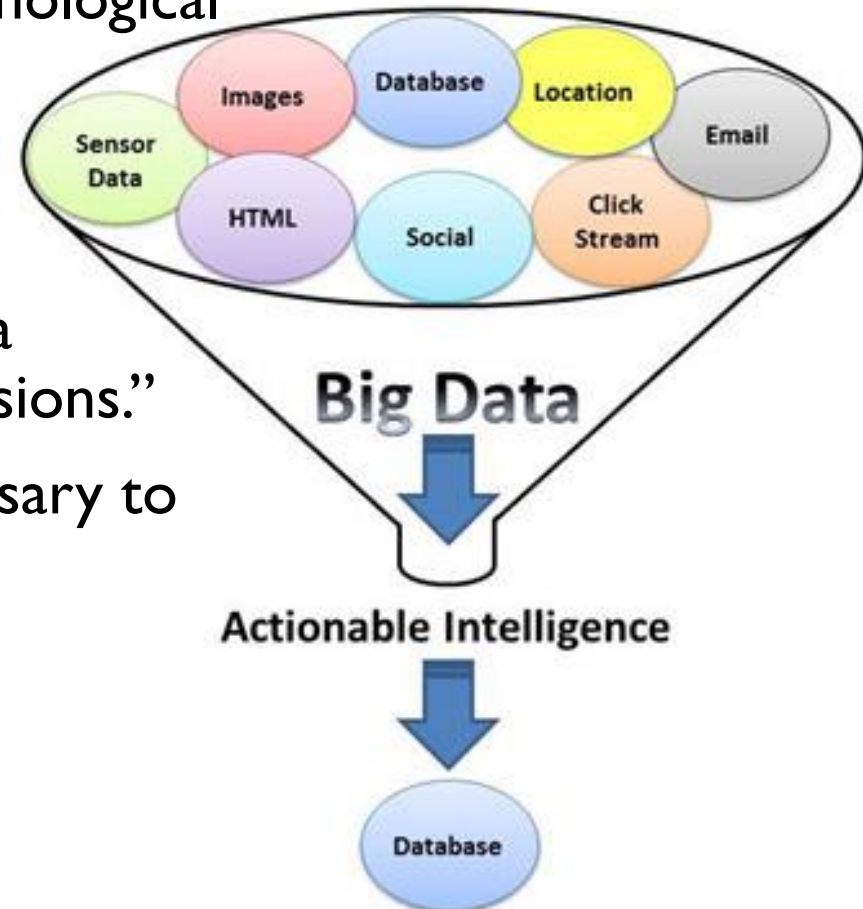 nological
Images
Database
Location
Email
Sensor
Data
HTML
Social
Click
Stream
a
sions.”
Big Data
sary to
Actionable Intelligence
Database